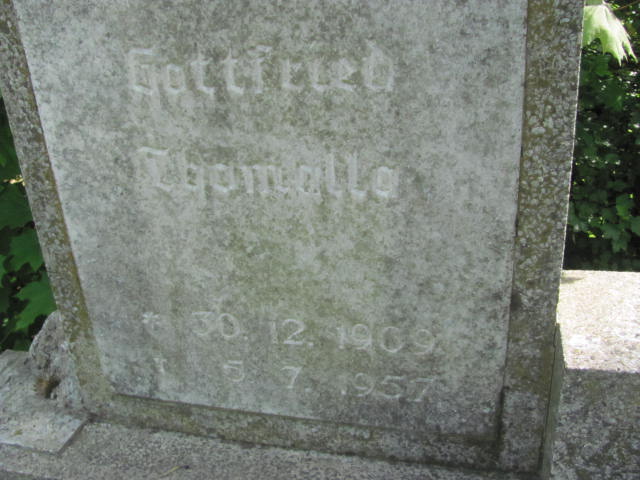 Gottfried
Thomalla
* 30. 12. 1909
† 5. 7. 1957